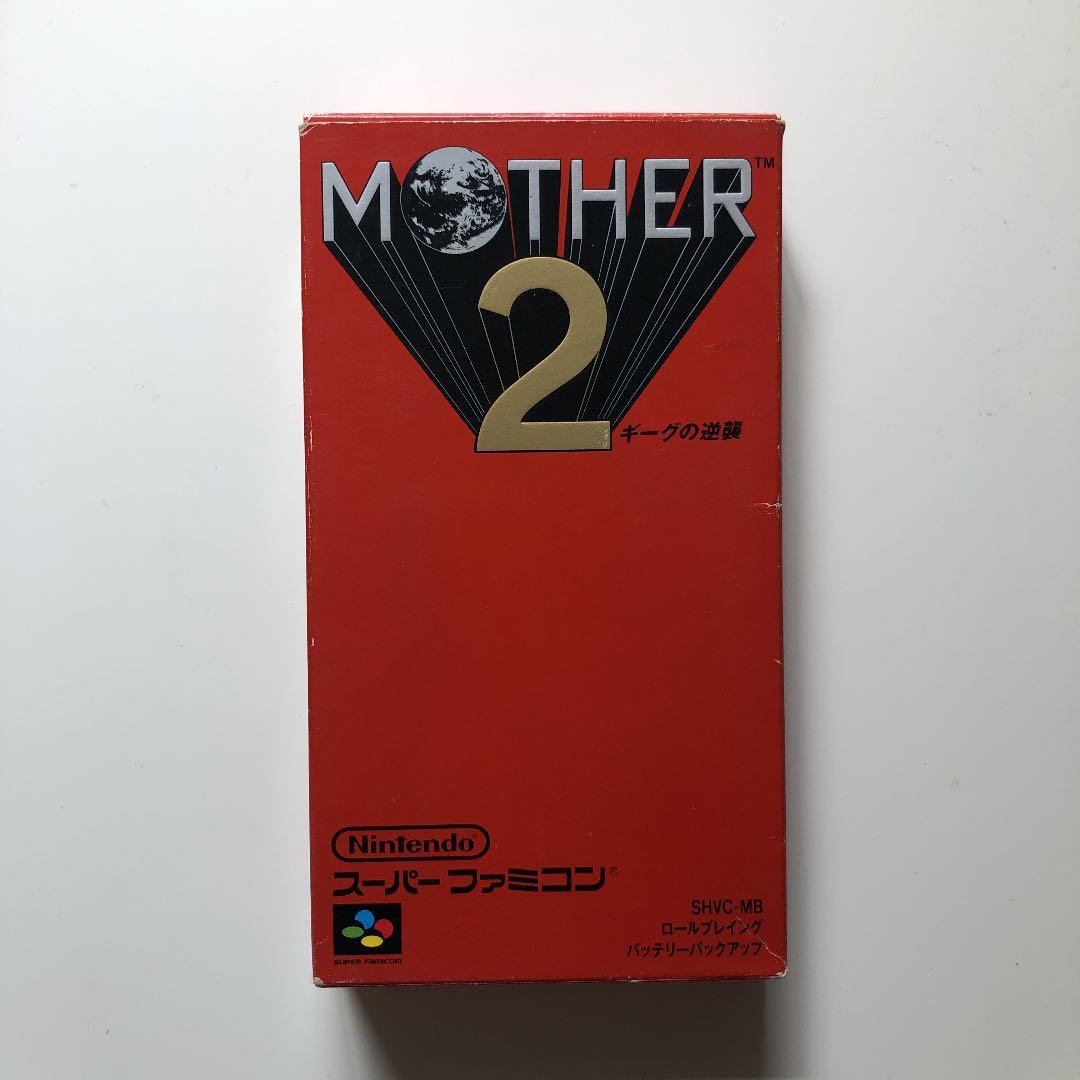 MOTHER™
2
ギーグの逆襲
Nintendo®
スーパーファミコン®
SUPER FAMICOM
SHVC-MB
ロールプレイング
バッテリーバックアップ